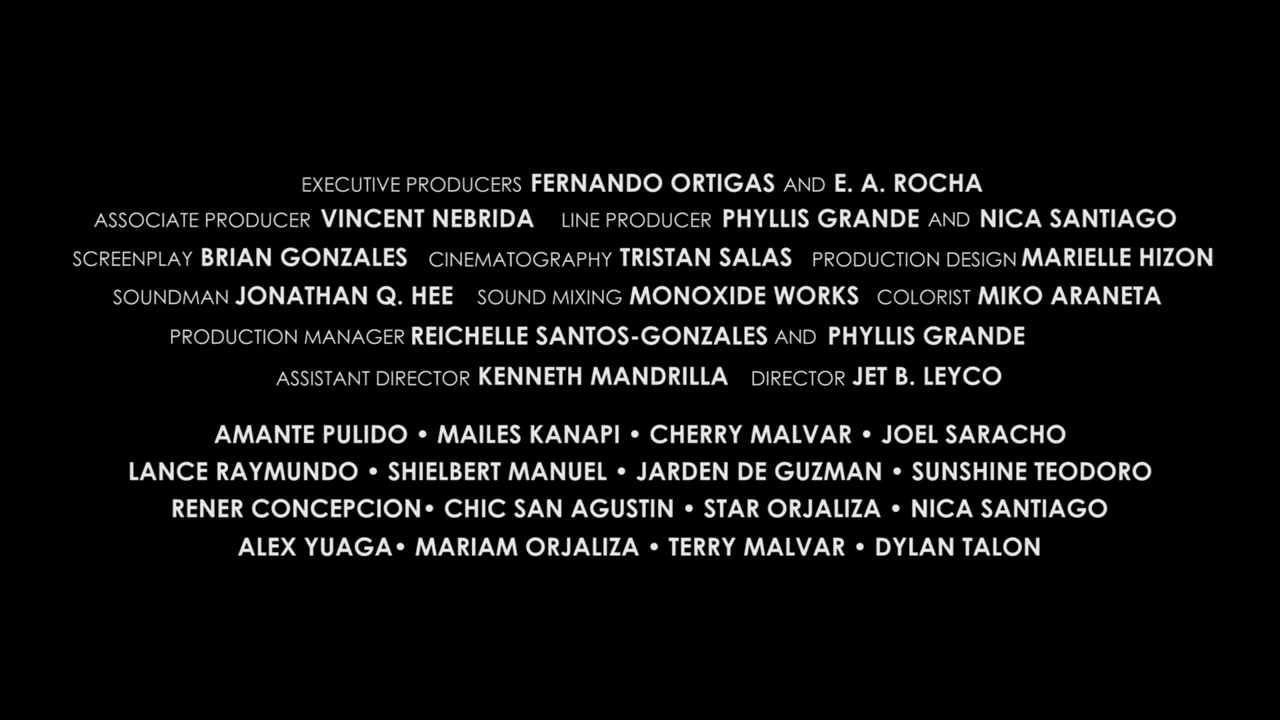 EXECUTIVE PRODUCERS FERNANDO ORTIGAS AND E. A. ROCHA
ASSOCIATE PRODUCER VINCENT NEBRIDA LINE PRODUCER PHYLLIS GRANDE AND NICA SANTIAGO
SCREENPLAY BRIAN GONZALES CINEMATOGRAPHY TRISTAN SALAS PRODUCTION DESIGN MARIELLE HIZON
SOUNDMAN JONATHAN Q. HEE SOUND MIXING MONOXIDE WORKS COLORIST MIKO ARANETA
PRODUCTION MANAGER REICHELLE SANTOS-GONZALES AND PHYLLIS GRANDE
ASSISTANT DIRECTOR KENNETH MANDRILLA DIRECTOR JET B. LEYCO
AMANTE PULIDO • MAILES KANAPI • CHERRY MALVAR • JOEL SARACHO
LANCE RAYMUNDO • SHIELBERT MANUEL • JARDEN DE GUZMAN • SUNSHINE TEODORO
RENER CONCEPCION• CHIC SAN AGUSTIN • STAR ORJALIZA • NICA SANTIAGO
ALEX YUAGA• MARIAM ORJALIZA • TERRY MALVAR • DYLAN TALON